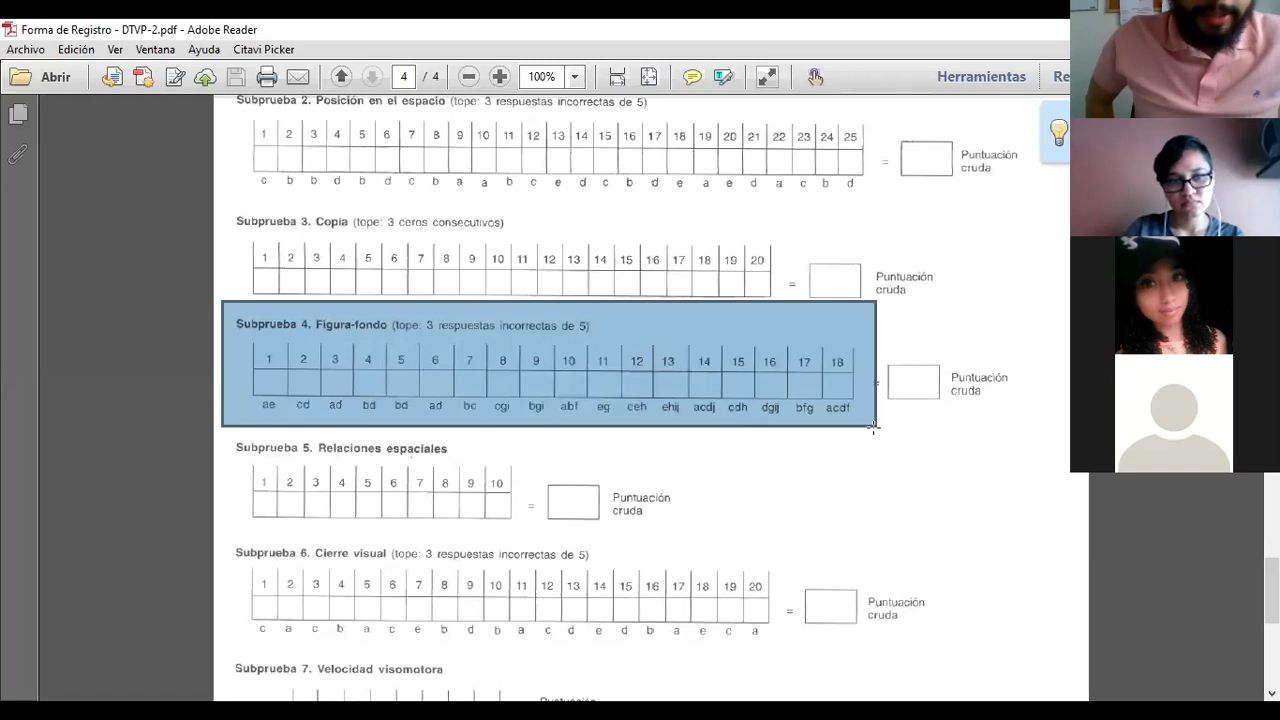 Forma de Registro - DTVP-2.pdf - Adobe Reader
Archivo Edición Ver Ventana Ayuda Citavi Picker
Abrir 4 / 4 100% Herramientas Re
Subprueba 2. Posición en el espacio (tope: 3 respuestas incorrectas de 5)
1 2 3 4 5 6 7 8 9 10 11 12 13 14 15 16 17 18 19 20 21 22 23 24 25
= Puntuación
cruda
c b b d b d c b a a b c e d c b d e a e d a c b d
Subprueba 3. Copia (tope: 3 ceros consecutivos)
1 2 3 4 5 6 7 8 9 10 11 12 13 14 15 16 17 18 19 20
= Puntuación
cruda
Subprueba 4. Figura-fondo (tope: 3 respuestas incorrectas de 5)
1 2 3 4 5 6 7 8 9 10 11 12 13 14 15 16 17 18
= Puntuación
cruda
ae cd ad bd bd ad bc cgi bgi abf eg ceh ehij acdj cdh dgij bfg acdf
Subprueba 5. Relaciones espaciales
1 2 3 4 5 6 7 8 9 10
= Puntuación
cruda
Subprueba 6. Cierre visual (tope: 3 respuestas incorrectas de 5)
1 2 3 4 5 6 7 8 9 10 11 12 13 14 15 16 17 18 19 20
= Puntuación
cruda
c a c b a c e b d b a c d e d b a e c a
Subprueba 7. Velocidad visomotora
Puntuación